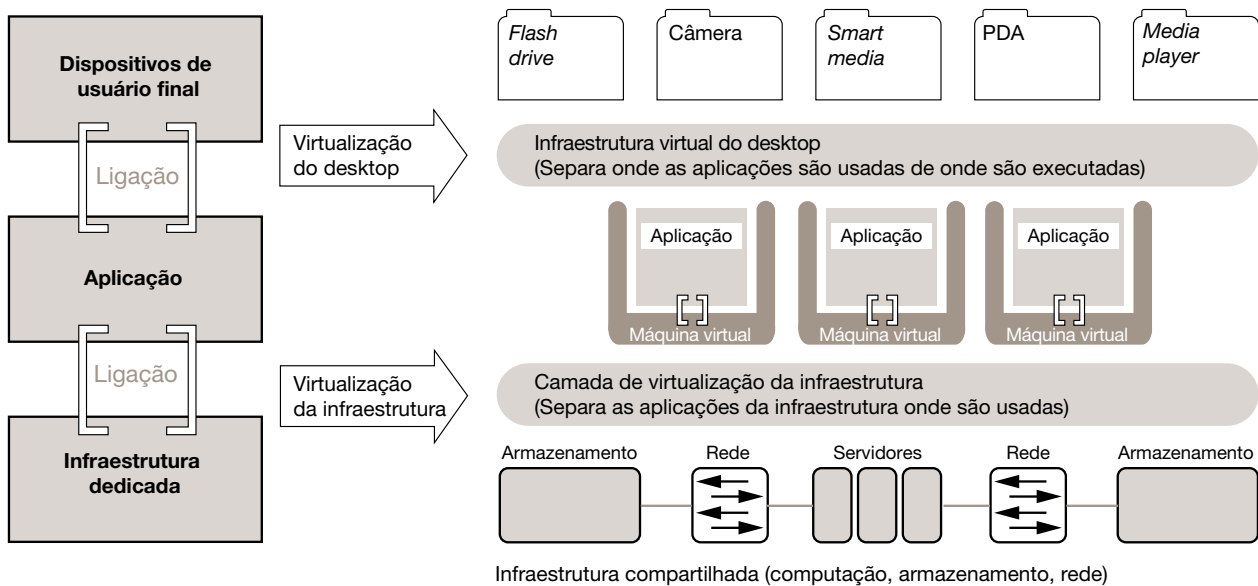 Dispositivos de
usuário final
Ligação
Aplicação
Ligação
Infraestrutura
dedicada
Virtualização
do desktop
Virtualização
da infraestrutura
Flash
drive
Câmera
Smart
media
PDA
Media
player
Infraestrutura virtual do desktop
(Separa onde as aplicações são usadas de onde são executadas)
Aplicação
Máquina virtual
Aplicação
Máquina virtual
Aplicação
Máquina virtual
Camada de virtualização da infraestrutura
(Separa as aplicações da infraestrutura onde são usadas)
Armazenamento
Rede
Servidores
Rede
Armazenamento
Infraestrutura compartilhada (computação, armazenamento, rede)